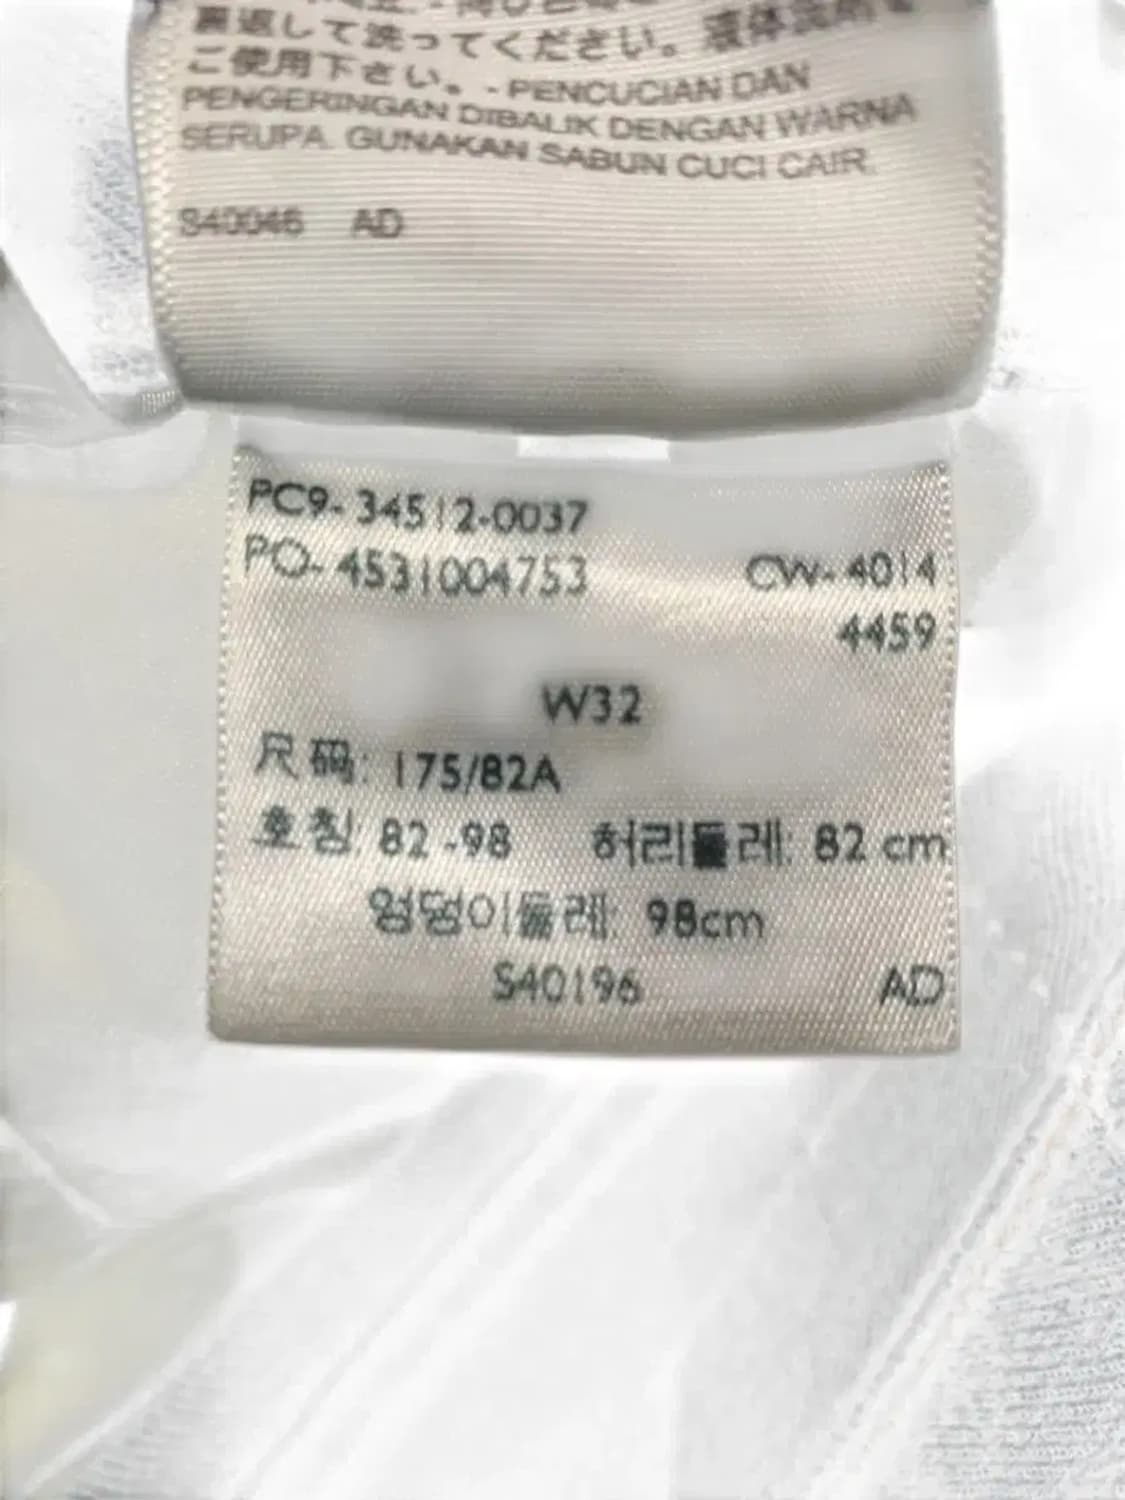 裏返して洗ってください。液体洗剤を
ご使用下さい。- PENCUCIAN DAN
PENGERINGAN DIBALIK DENGAN WARNA
SERUPA. GUNAKAN SABUN CUCI CAIR.
S40046 AD
PC9-34512-0037
PO-4531004753 CW-4014
4459
W32
尺码: 175/82A
호칭: 82-98 허리둘레: 82 cm
엉덩이둘레: 98cm
S40196 AD